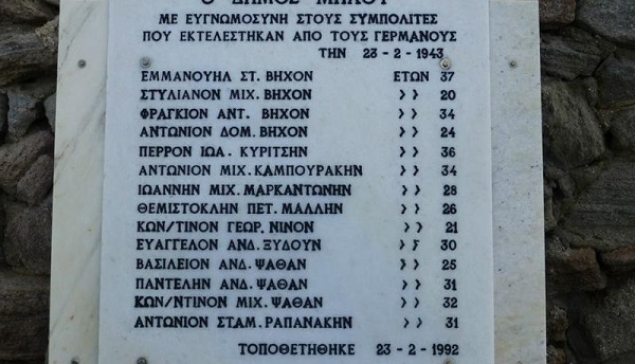 Ο ΔΗΜΟΣ ΜΗΛΟΥ
ΜΕ ΕΥΓΝΩΜΟΣΥΝΗ ΣΤΟΥΣ ΣΥΜΠΟΛΙΤΕΣ
ΠΟΥ ΕΚΤΕΛΕΣΤΗΚΑΝ ΑΠΟ ΤΟΥΣ ΓΕΡΜΑΝΟΥΣ
ΤΗΝ 23 - 2 - 1943
ΕΜΜΑΝΟΥΗΛ ΣΤ. ΒΗΧΟΝ ΕΤΩΝ 37
ΣΤΥΛΙΑΝΟΝ ΜΙΧ. ΒΗΧΟΝ >> 20
ΦΡΑΓΚΙΟΝ ΑΝΤ. ΒΗΧΟΝ >> 34
ΑΝΤΩΝΙΟΝ ΔΟΜ. ΒΗΧΟΝ >> 24
ΠΕΡΡΟΝ ΙΩΑ. ΚΥΡΙΤΣΗΝ >> 36
ΑΝΤΩΝΙΟΝ ΜΙΧ. ΚΑΜΠΟΥΡΑΚΗΝ >> 34
ΙΩΑΝΝΗΝ ΜΙΧ. ΜΑΡΚΑΝΤΩΝΗΝ >> 28
ΘΕΜΙΣΤΟΚΛΗΝ ΠΕΤ. ΜΑΛΛΗΝ >> 26
ΚΩΝ/ΤΙΝΟΝ ΓΕΩΡ. ΝΙΝΟΝ >> 21
ΕΥΑΓΓΕΛΟΝ ΑΝΔ. ΞΥΔΟΥΝ >> 30
ΒΑΣΙΛΕΙΟΝ ΑΝΔ. ΨΑΘΑΝ >> 25
ΠΑΝΤΕΛΗΝ ΑΝΔ. ΨΑΘΑΝ >> 31
ΚΩΝ/ΝΤΙΝΟΝ ΜΙΧ. ΨΑΘΑΝ >> 32
ΑΝΤΩΝΙΟΝ ΣΤΑΜ. ΡΑΠΑΝΑΚΗΝ >> 31
ΤΟΠΟΘΕΤΗΘΗΚΕ 23 - 2 - 1992